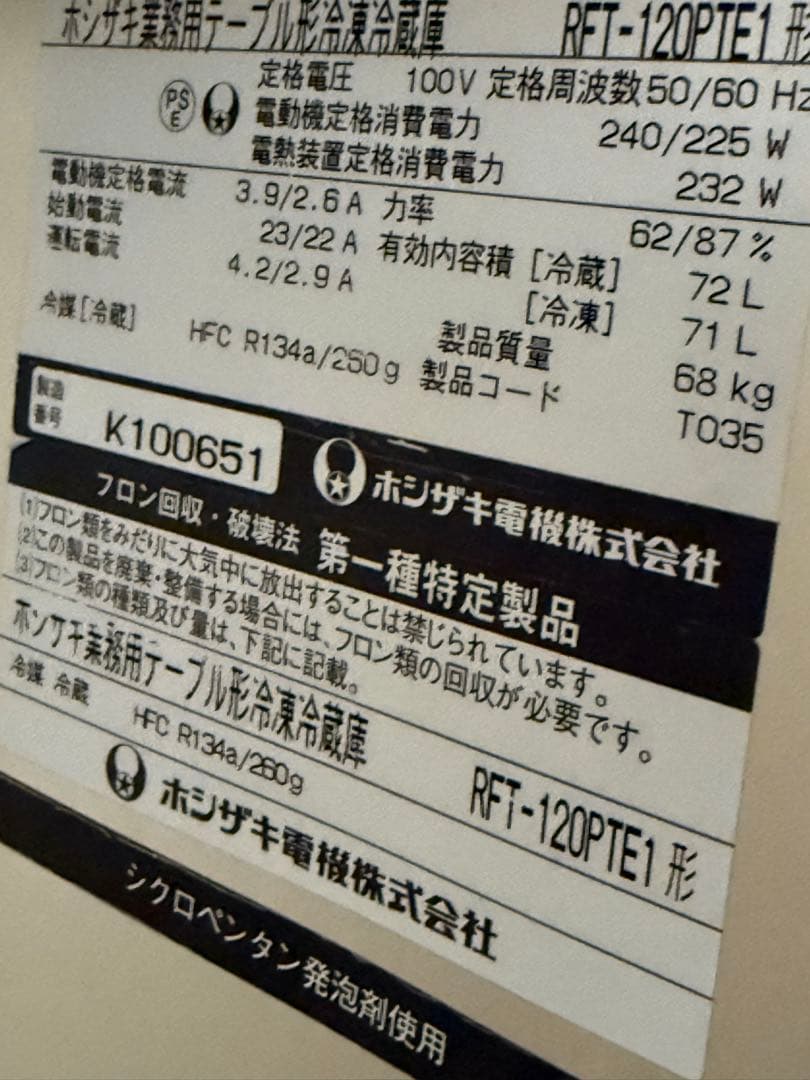 ホシザキ業務用テーブル形冷凍冷蔵庫 RFT-120PTE1 形
PS
E
定格電圧 100V 定格周波数 50/60 Hz
電動機定格消費電力 240/225 W
電熱装置定格消費電力 232 W
電動機定格電流 3.9/2.6 A 力率 62/87 %
始動電流 23/22 A 有効内容積 [冷蔵] 72 L
運転電流 4.2/2.9 A [冷凍] 71 L
製品質量 68 kg
冷媒[冷蔵] HFC R134a/260g 製品コード T035
製造
番号 K100651 ホシザキ電機株式会社
フロン回収・破壊法 第一種特定製品
(1)フロン類をみだりに大気中に放出することは禁じられています。
(2)この製品を廃棄・整備する場合には、フロン類の回収が必要です。
(3)フロン類の種類及び量は、下記に記載。
ホシザキ業務用テーブル形冷凍冷蔵庫 RFT-120PTE1 形
冷媒 冷蔵 HFC R134a/260g
ホシザキ電機株式会社
シクロペンタン発泡剤使用